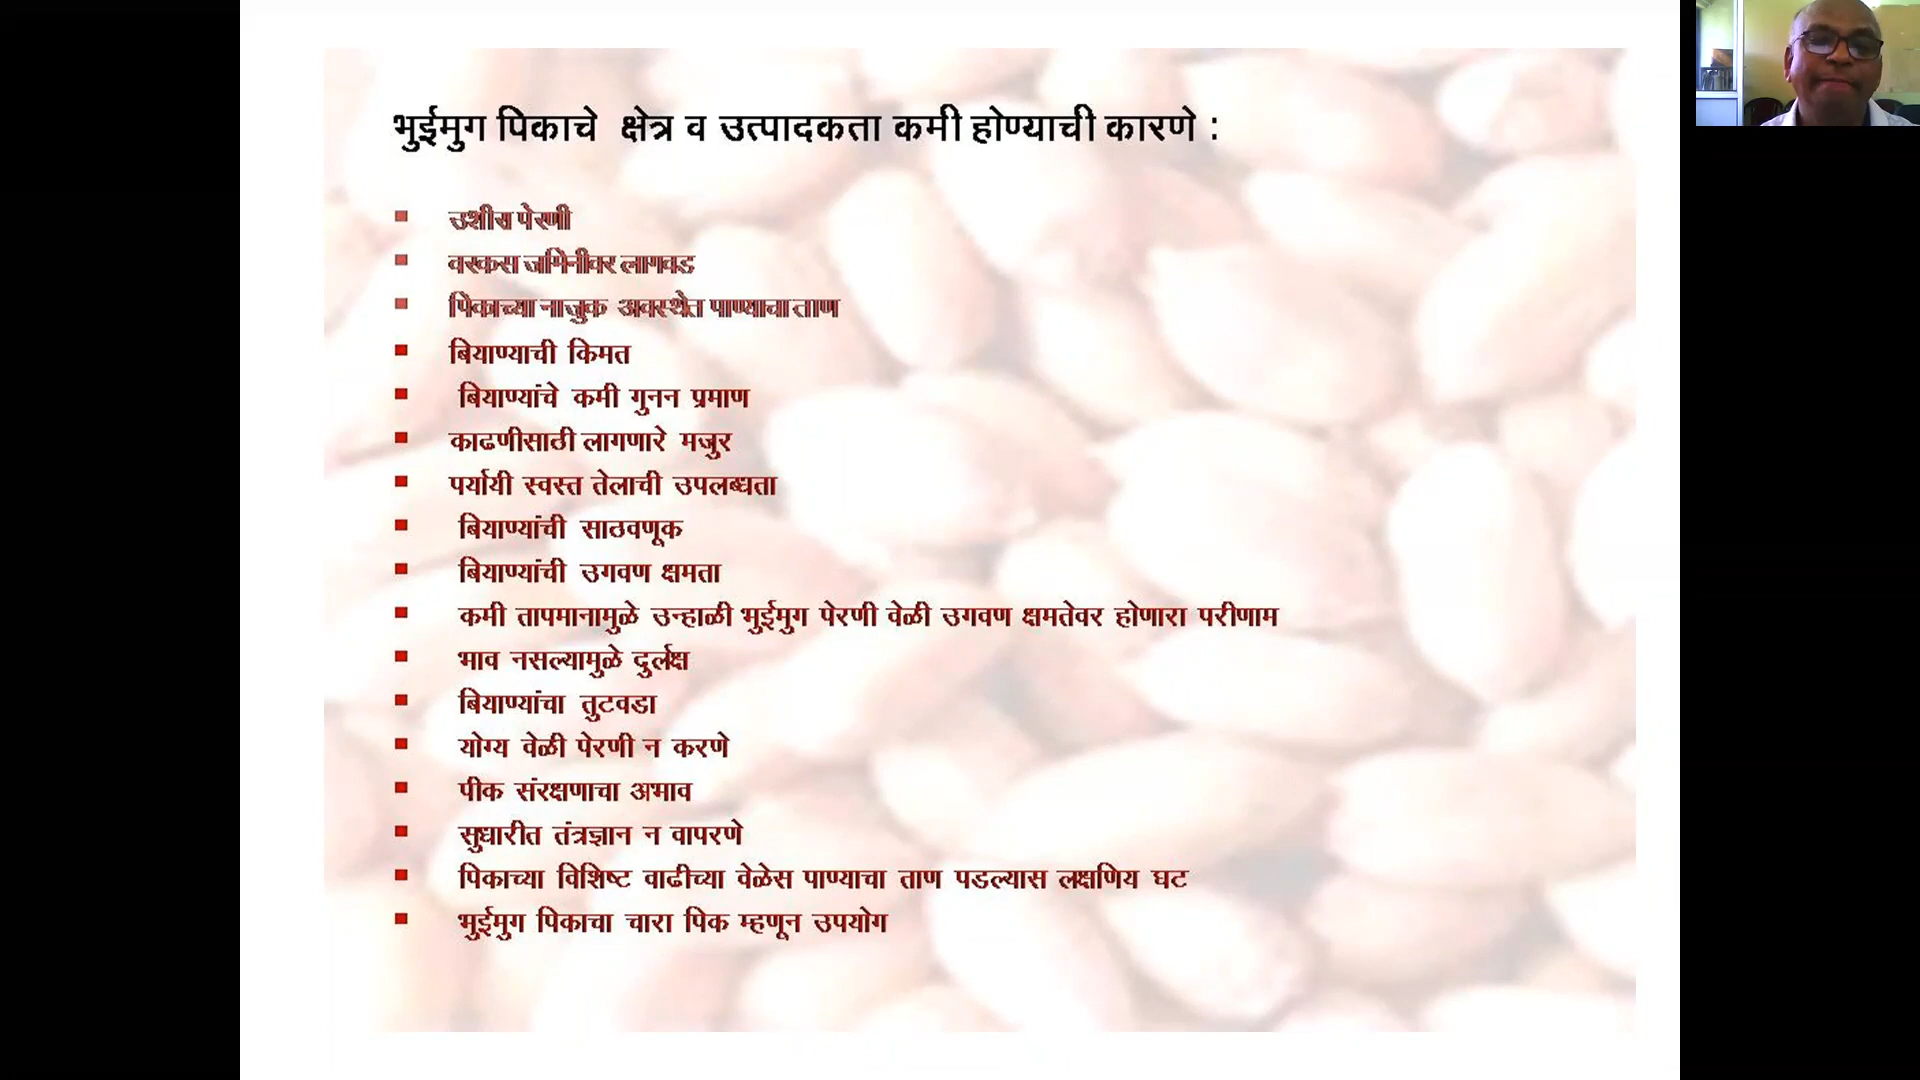 भुईमुग पिकाचे क्षेत्र व उत्पादकता कमी होण्याची कारणे :
▪ उशीरा पेरणी
▪ वरकस जमिनीवर लागवड
▪ पिकाच्या नाजुक अवस्थेत पाण्याचा ताण
▪ बियाण्याची किमत
▪ बियाण्यांचे कमी गुनन प्रमाण
▪ काढणीसाठी लागणारे मजुर
▪ पर्यायी स्वस्त तेलाची उपलब्धता
▪ बियाण्यांची साठवणूक
▪ बियाण्यांची उगवण क्षमता
▪ कमी तापमानामुळे उन्हाळी भुईमुग पेरणी वेळी उगवण क्षमतेवर होणारा परीणाम
▪ भाव नसल्यामुळे दुर्लक्ष
▪ बियाण्यांचा तुटवडा
▪ योग्य वेळी पेरणी न करणे
▪ पीक संरक्षणाचा अभाव
▪ सुधारीत तंत्रज्ञान न वापरणे
▪ पिकाच्या विशिष्ट वाढीच्या वेळेस पाण्याचा ताण पडल्यास लक्षणिय घट
▪ भुईमुग पिकाचा चारा पिक म्हणून उपयोग